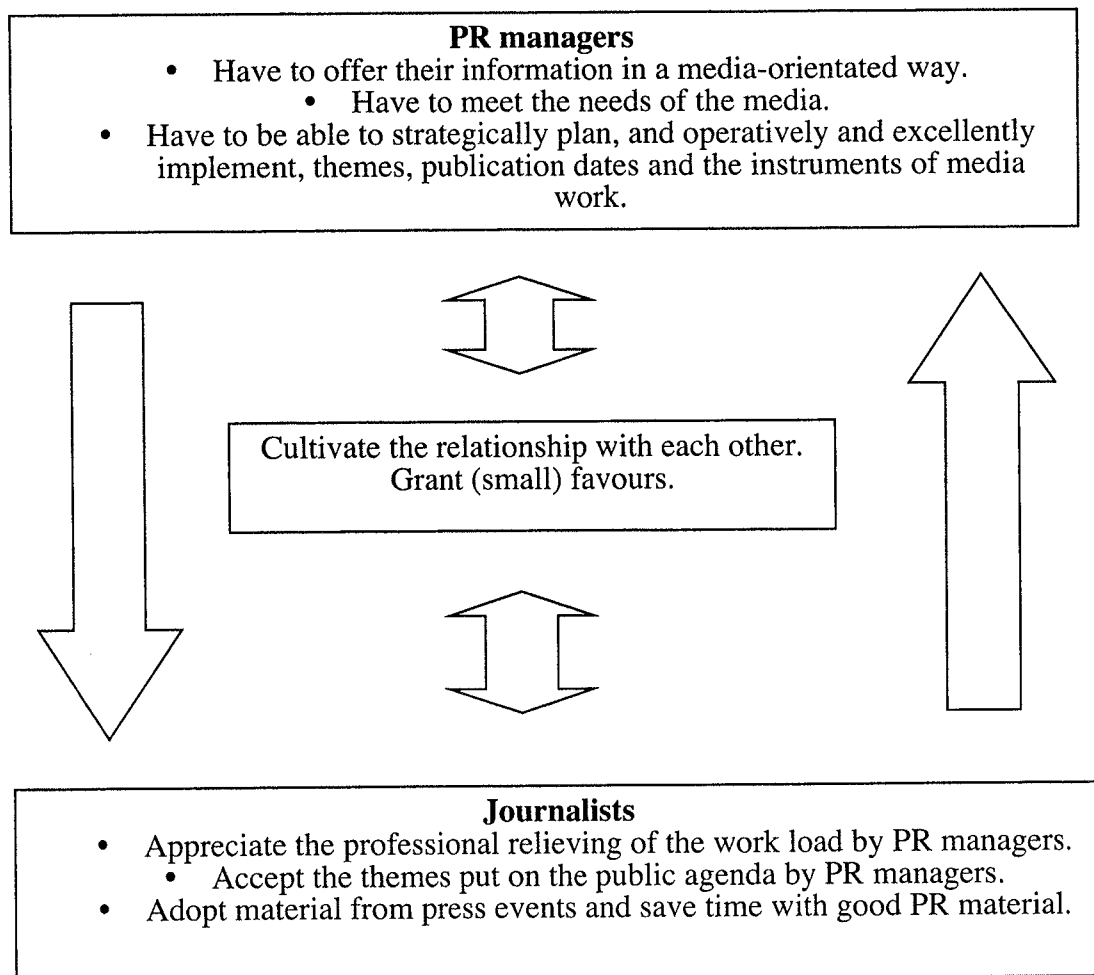 PR managers
• Have to offer their information in a media-orientated way.
• Have to meet the needs of the media.
• Have to be able to strategically plan, and operatively and excellently
implement, themes, publication dates and the instruments of media
work.
Cultivate the relationship with each other.
Grant (small) favours.
Journalists
• Appreciate the professional relieving of the work load by PR managers.
• Accept the themes put on the public agenda by PR managers.
• Adopt material from press events and save time with good PR material.